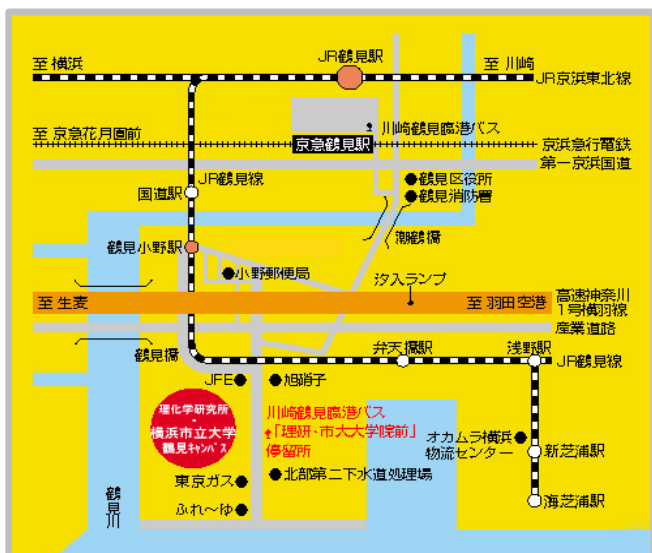 JR鶴見駅
至 横浜
至 川崎
JR京浜東北線
川崎鶴見臨港バス
至 京急花月園前
京急鶴見駅
京浜急行電鉄
第一京浜国道
JR鶴見線
国道駅
鶴見区役所
鶴見消防署
潮鶴橋
鶴見小野駅
小野郵便局
汐入ランプ
至 生麦
至 羽田空港
高速神奈川
1号横羽線
産業道路
鶴見橋
弁天橋駅
浅野駅
JR鶴見線
JFE
旭硝子
理化学研究所
・
横浜市立大学
鶴見キャンパス
川崎鶴見臨港バス
「理研・市大大学院前」
停留所
オカムラ横浜
物流センター
新芝浦駅
北部第二下水道処理場
東京ガス
鶴見川
海芝浦駅
ふれ〜ゆ